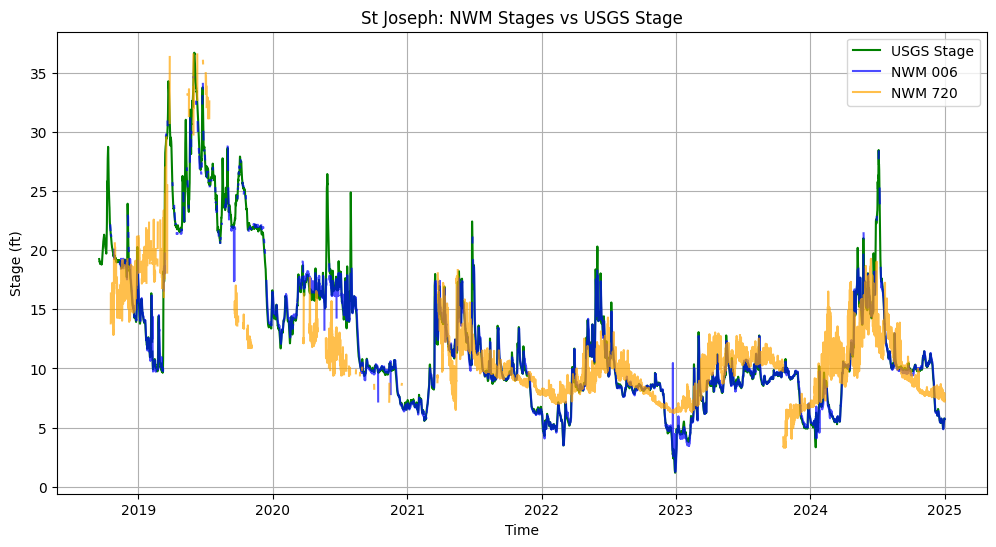 St Joseph: NWM Stages vs USGS Stage
Stage (ft)
35
30
25
20
15
10
5
0
USGS Stage
NWM 006
NWM 720
2019 2020 2021 2022 2023 2024 2025
Time